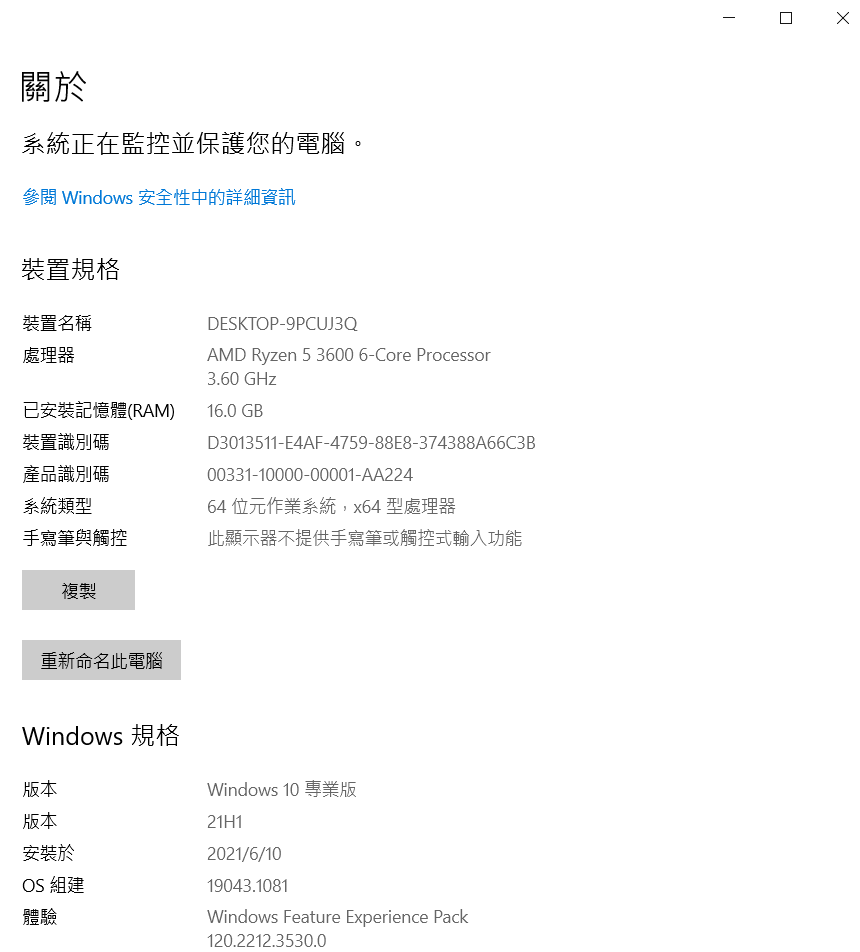 關於
系統正在監控並保護您的電腦。
參閱 Windows 安全性中的詳細資訊
裝置規格
裝置名稱 DESKTOP-9PCUJ3Q
處理器 AMD Ryzen 5 3600 6-Core Processor
3.60 GHz
已安裝記憶體(RAM) 16.0 GB
裝置識別碼 D3013511-E4AF-4759-88E8-374388A66C3B
產品識別碼 00331-10000-00001-AA224
系統類型 64 位元作業系統，x64 型處理器
手寫筆與觸控 此顯示器不提供手寫筆或觸控式輸入功能
複製
重新命名此電腦
Windows 規格
版本 Windows 10 專業版
版本 21H1
安裝於 2021/6/10
OS 組建 19043.1081
體驗 Windows Feature Experience Pack
120.2212.3530.0